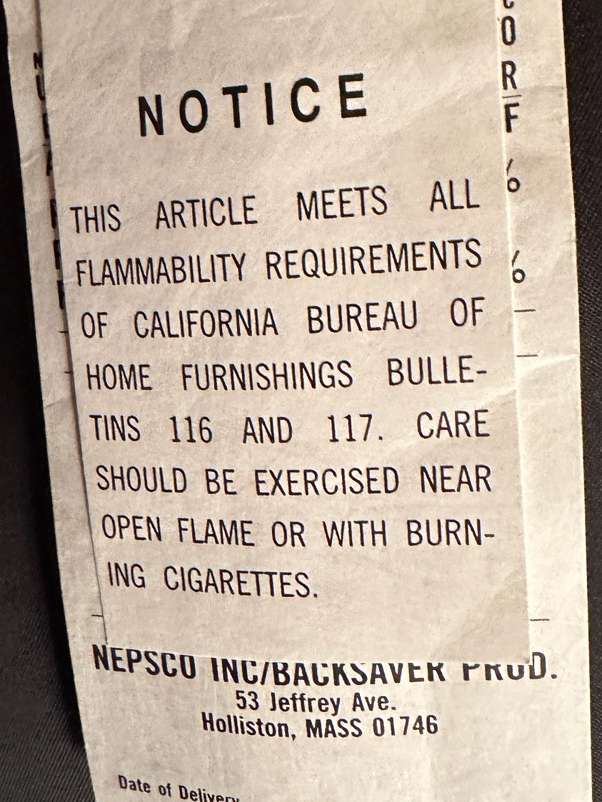 NOTICE
THIS ARTICLE MEETS ALL
FLAMMABILITY REQUIREMENTS
OF CALIFORNIA BUREAU OF
HOME FURNISHINGS BULLE-
TINS 116 AND 117. CARE
SHOULD BE EXERCISED NEAR
OPEN FLAME OR WITH BURN-
ING CIGARETTES.
NEPSCO INC/BACKSAVER PROD.
53 Jeffrey Ave.
Holliston, MASS 01746
Date of Delivery